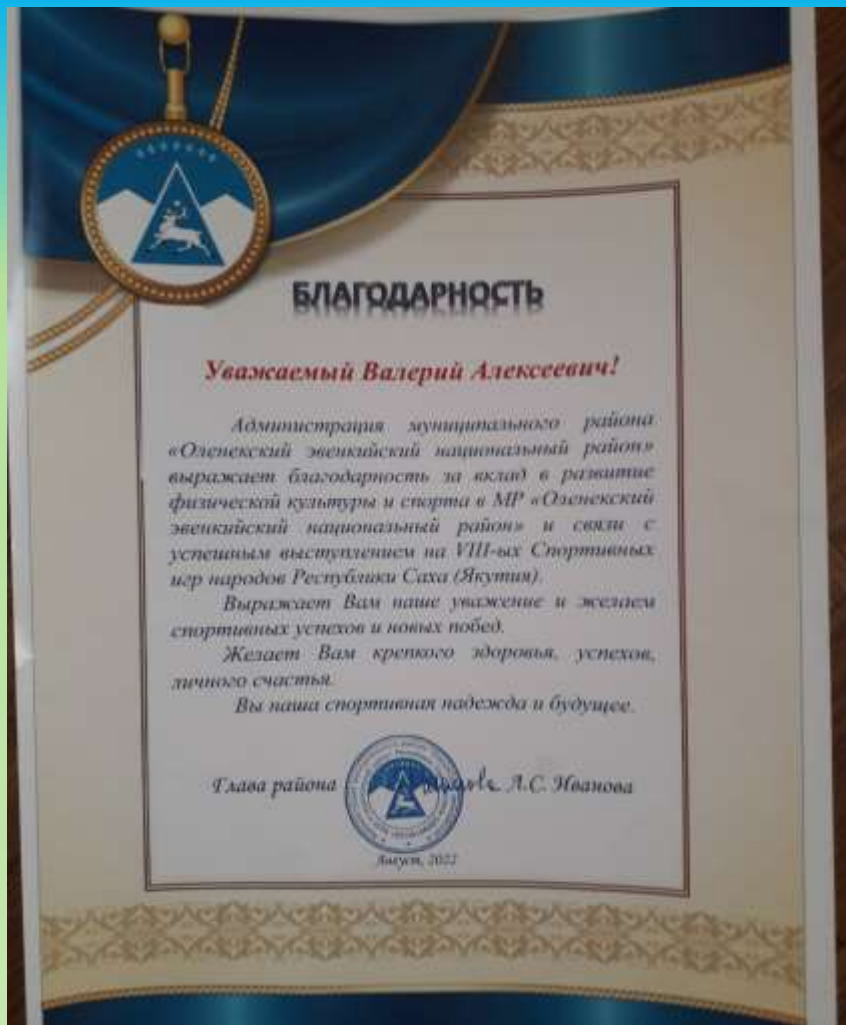 БЛАГОДАРНОСТЬ
Уважаемый Валерий Алексеевич!
Администрация муниципального района
«Оленекский эвенкийский национальный район»
выражает благодарность за вклад в развитие
физической культуры и спорта в МР «Оленекский
эвенкийский национальный район» и связи с
успешным выступлением на VIII-ых Спортивных
игр народов Республики Саха (Якутия).
Выражает Вам наше уважение и желаем
спортивных успехов и новых побед.
Желает Вам крепкого здоровья, успехов,
личного счастья.
Вы наша спортивная надежда и будущее.
Глава района А.С. Иванова
Август, 2022